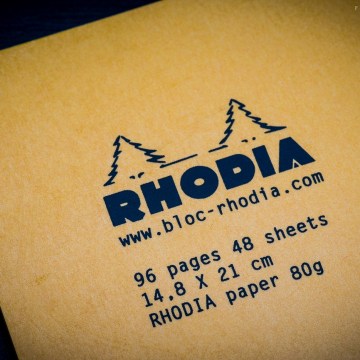 RHODIA
www.bloc-rhodia.com
96 pages 48 sheets
14,8 X 21 cm
RHODIA paper 80g